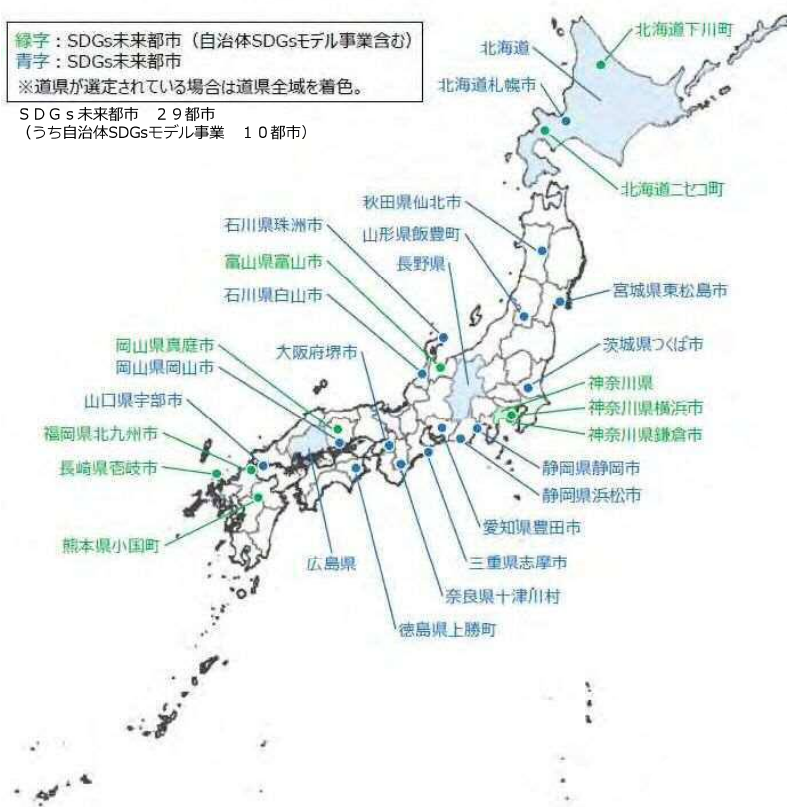 緑字：SDGs未来都市（自治体SDGsモデル事業含む）
青字：SDGs未来都市
※道県が選定されている場合は道県全域を着色。
ＳＤＧｓ未来都市　２９都市
（うち自治体SDGsモデル事業　１０都市）
北海道下川町
北海道
北海道札幌市
北海道ニセコ町
秋田県仙北市
石川県珠洲市
山形県飯豊町
富山県富山市
長野県
石川県白山市
宮城県東松島市
岡山県真庭市
大阪府堺市
茨城県つくば市
岡山県岡山市
神奈川県
山口県宇部市
神奈川県横浜市
福岡県北九州市
神奈川県鎌倉市
長崎県壱岐市
静岡県静岡市
静岡県浜松市
愛知県豊田市
熊本県小国町
広島県
三重県志摩市
奈良県十津川村
徳島県上勝町